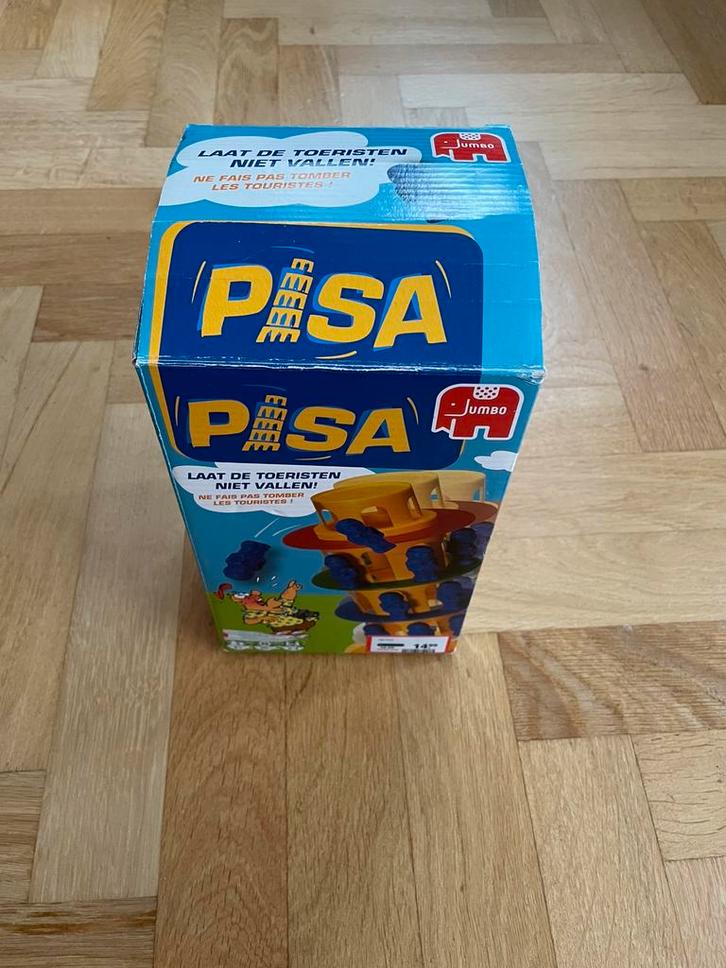 LAAT DE TOERISTEN
NIET VALLEN!
NE FAIS PAS TOMBER
LES TOURISTES !
JUMBO
PISA
PISA
JUMBO
LAAT DE TOERISTEN
NIET VALLEN!
NE FAIS PAS TOMBER
LES TOURISTES !
14